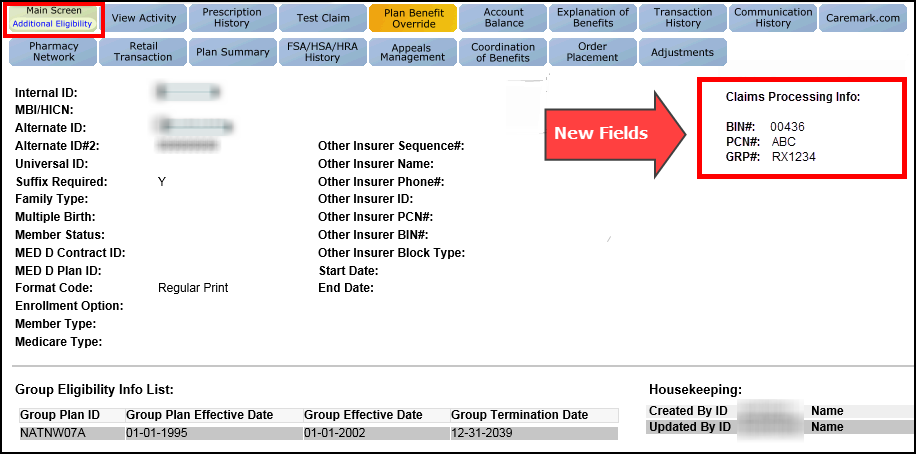 Main Screen
Additional Eligibility
View Activity
Prescription
History
Test Claim
Plan Benefit
Override
Account
Balance
Explanation of
Benefits
Transaction
History
Communication
History
Caremark.com
Pharmacy
Network
Retail
Transaction
Plan Summary
FSA/HSA/HRA
History
Appeals
Management
Coordination
of Benefits
Order
Placement
Adjustments
Internal ID:
MBI/HICN:
Alternate ID:
Alternate ID#2:
Universal ID:
Suffix Required: Y
Family Type:
Multiple Birth:
Member Status:
MED D Contract ID:
MED D Plan ID:
Format Code: Regular Print
Enrollment Option:
Member Type:
Medicare Type:
Other Insurer Sequence#:
Other Insurer Name:
Other Insurer Phone#:
Other Insurer ID:
Other Insurer PCN#:
Other Insurer BIN#:
Other Insurer Block Type:
Start Date:
End Date:
New Fields
Claims Processing Info:
BIN#: 00436
PCN#: ABC
GRP#: RX1234
Group Eligibility Info List:
Group Plan ID Group Plan Effective Date Group Effective Date Group Termination Date
NATNW07A 01-01-1995 01-01-2002 12-31-2039
Housekeeping:
Created By ID Name
Updated By ID Name